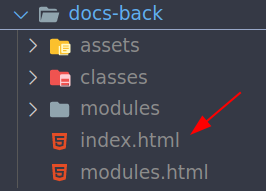 docs-back
assets
classes
modules
index.html
modules.html